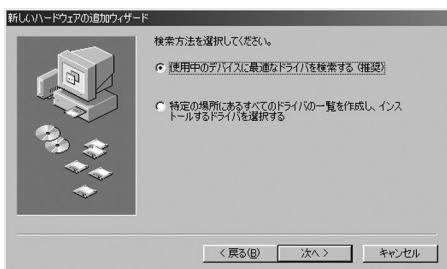 新しいハードウェアの追加ウィザード
検索方法を選択してください。
使用中のデバイスに最適なドライバを検索する (推奨)
特定の場所にあるすべてのドライバの一覧を作成し、インス
トールするドライバを選択する
< 戻る(B)
次へ >
キャンセル